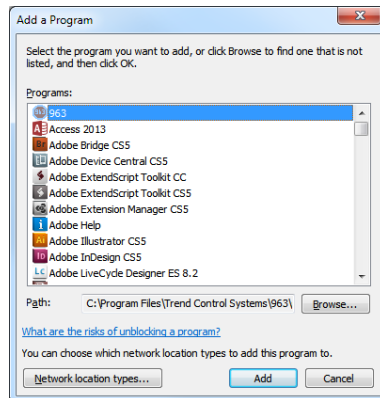 Add a Program
Select the program you want to add, or click Browse to find one that is not
listed, and then click OK.
Programs:
963
Access 2013
Adobe Bridge CS5
Adobe Device Central CS5
Adobe ExtendScript Toolkit CC
Adobe ExtendScript Toolkit CS5
Adobe Extension Manager CS5
Adobe Help
Adobe Illustrator CS5
Adobe InDesign CS5
Adobe LiveCycle Designer ES 8.2
Path: C:\Program Files\Trend Control Systems\963\ Browse...
What are the risks of unblocking a program?
You can choose which network location types to add this program to.
Network location types... Add Cancel